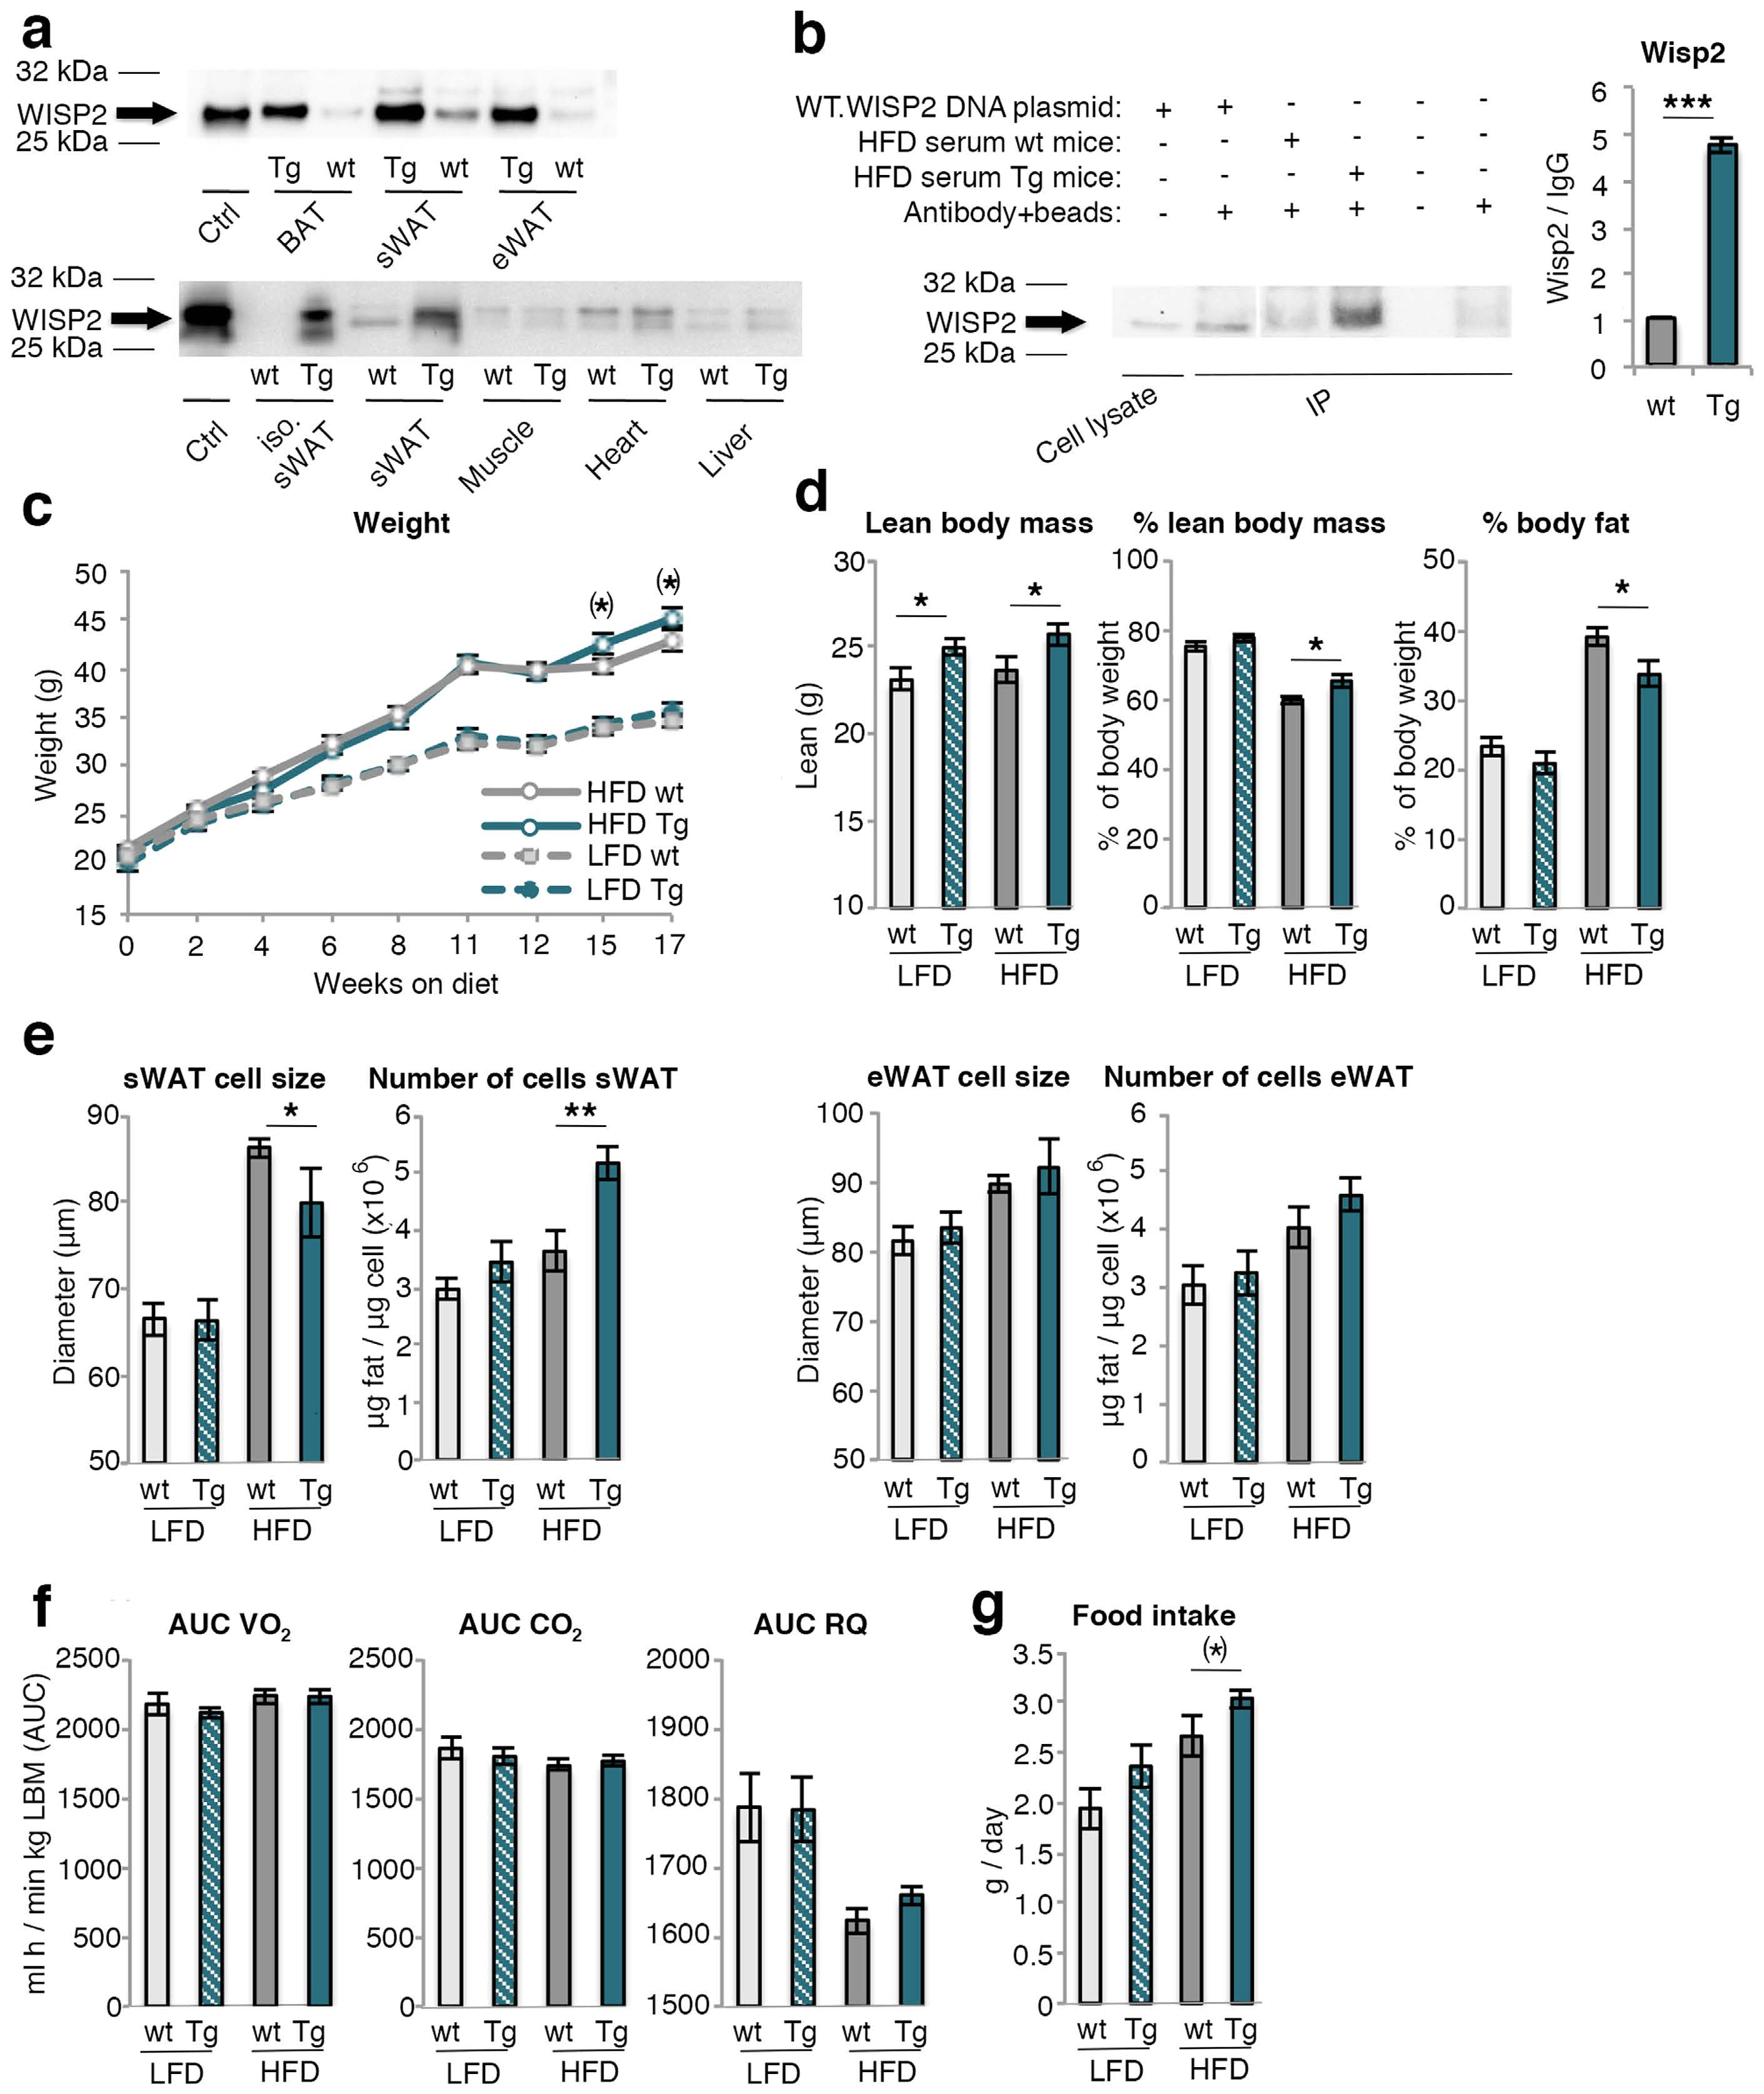 a
32 kDa
WISP2
25 kDa
Tg wt Tg wt Tg wt
Ctrl BAT sWAT eWAT
32 kDa
WISP2
25 kDa
wt Tg wt Tg wt Tg wt Tg wt Tg
Ctrl iso. sWAT sWAT Muscle Heart Liver
b
WT.WISP2 DNA plasmid: + + - - - -
HFD serum wt mice: - - + - - -
HFD serum Tg mice: - - - + - -
Antibody+beads: - + + + - +
32 kDa
WISP2
25 kDa
Cell lysate IP
Wisp2
Wisp2 / IgG
6
5
4
3
2
1
0
***
wt Tg
c
Weight
Weight (g)
50
45
40
35
30
25
20
15
(*) (*)
HFD wt
HFD Tg
LFD wt
LFD Tg
0 2 4 6 8 11 12 15 17
Weeks on diet
d
Lean body mass
Lean (g)
30
25
20
15
10
* *
wt Tg wt Tg
LFD HFD
% lean body mass
% of body weight
100
80
60
40
20
0
*
wt Tg wt Tg
LFD HFD
% body fat
% of body weight
50
40
30
20
10
0
*
wt Tg wt Tg
LFD HFD
e
sWAT cell size
Diameter (µm)
90
80
70
60
50
*
wt Tg wt Tg
LFD HFD
Number of cells sWAT
µg fat / µg cell (x10 6)
6
5
4
3
2
1
0
**
wt Tg wt Tg
LFD HFD
eWAT cell size
Diameter (µm)
100
90
80
70
60
50
wt Tg wt Tg
LFD HFD
Number of cells eWAT
µg fat / µg cell (x10 6)
6
5
4
3
2
1
0
wt Tg wt Tg
LFD HFD
f
AUC VO2
ml h / min kg LBM (AUC)
2500
2000
1500
1000
500
0
wt Tg wt Tg
LFD HFD
AUC CO2
2500
2000
1500
1000
500
0
wt Tg wt Tg
LFD HFD
AUC RQ
2000
1900
1800
1700
1600
1500
wt Tg wt Tg
LFD HFD
g
Food intake
g / day
3.5
3.0
2.5
2.0
1.5
1.0
0.5
0
(*)
wt Tg wt Tg
LFD HFD